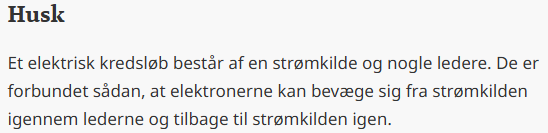 Husk
Et elektrisk kredsløb består af en strømkilde og nogle ledere. De er
forbundet sådan, at elektronerne kan bevæge sig fra strømkilden
igennem lederne og tilbage til strømkilden igen.